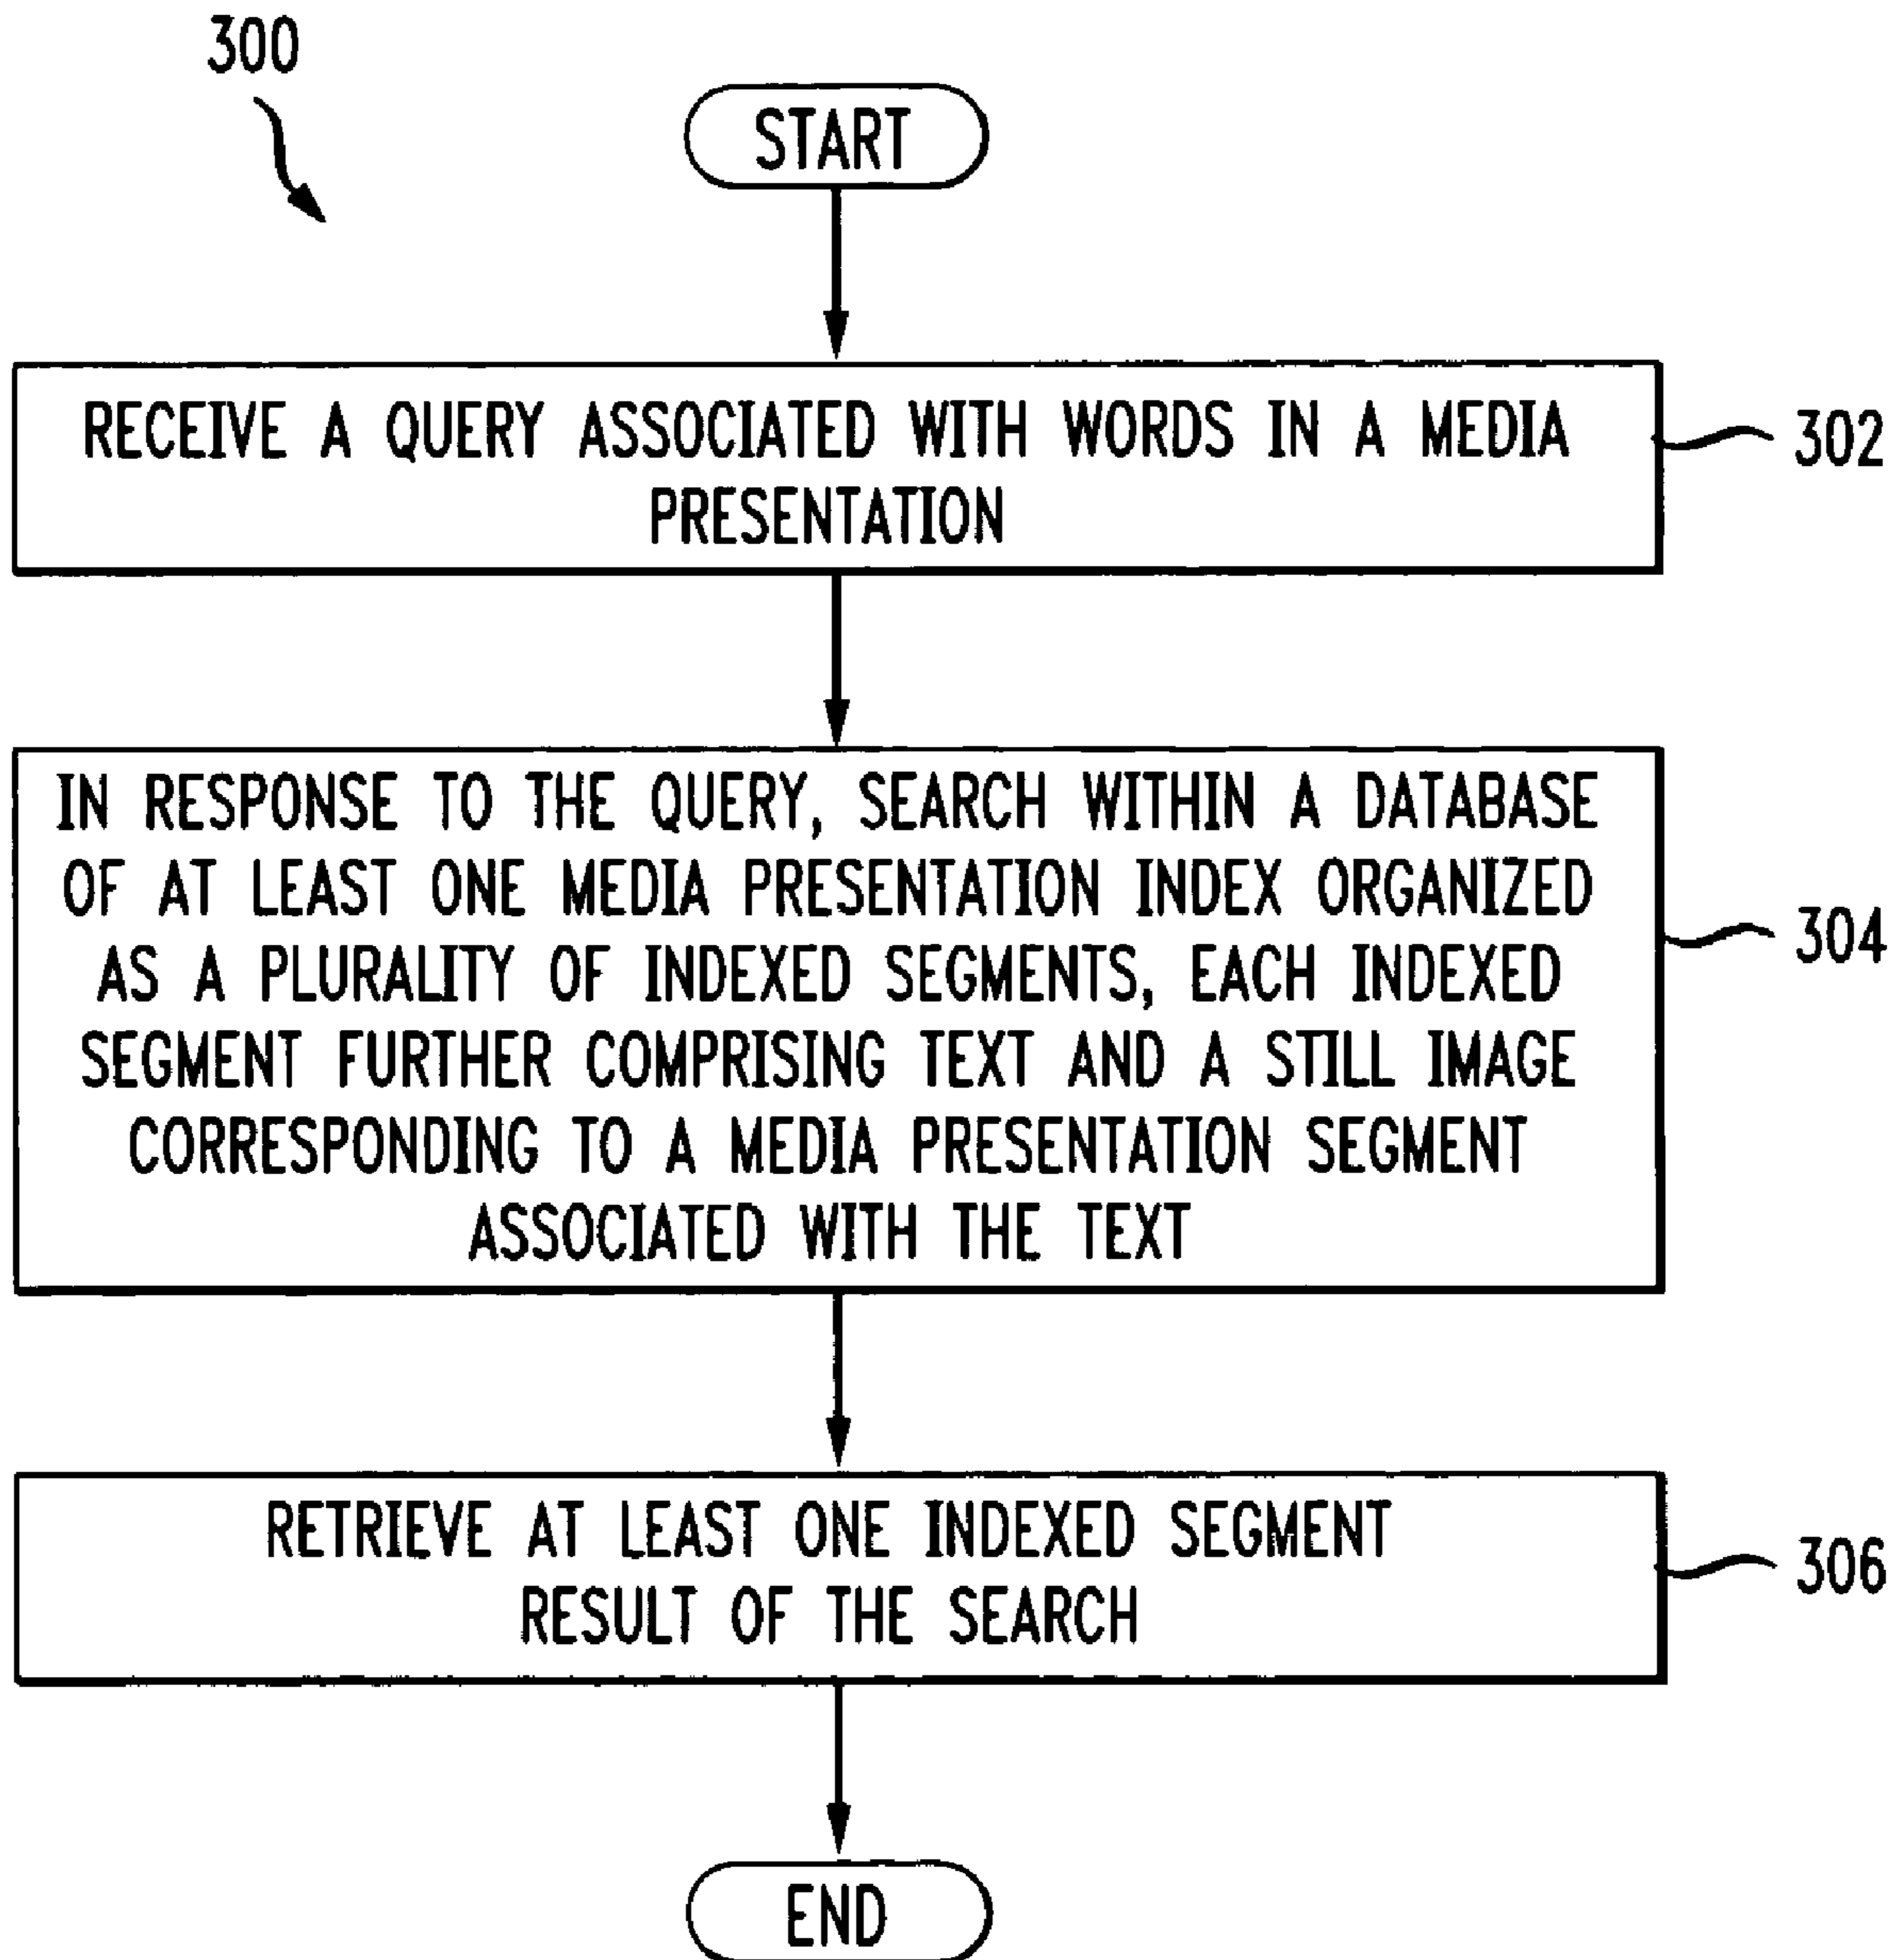 300
START
RECEIVE A QUERY ASSOCIATED WITH WORDS IN A MEDIA
PRESENTATION
302
IN RESPONSE TO THE QUERY, SEARCH WITHIN A DATABASE
OF AT LEAST ONE MEDIA PRESENTATION INDEX ORGANIZED
AS A PLURALITY OF INDEXED SEGMENTS, EACH INDEXED
SEGMENT FURTHER COMPRISING TEXT AND A STILL IMAGE
CORRESPONDING TO A MEDIA PRESENTATION SEGMENT
ASSOCIATED WITH THE TEXT
304
RETRIEVE AT LEAST ONE INDEXED SEGMENT
RESULT OF THE SEARCH
306
END